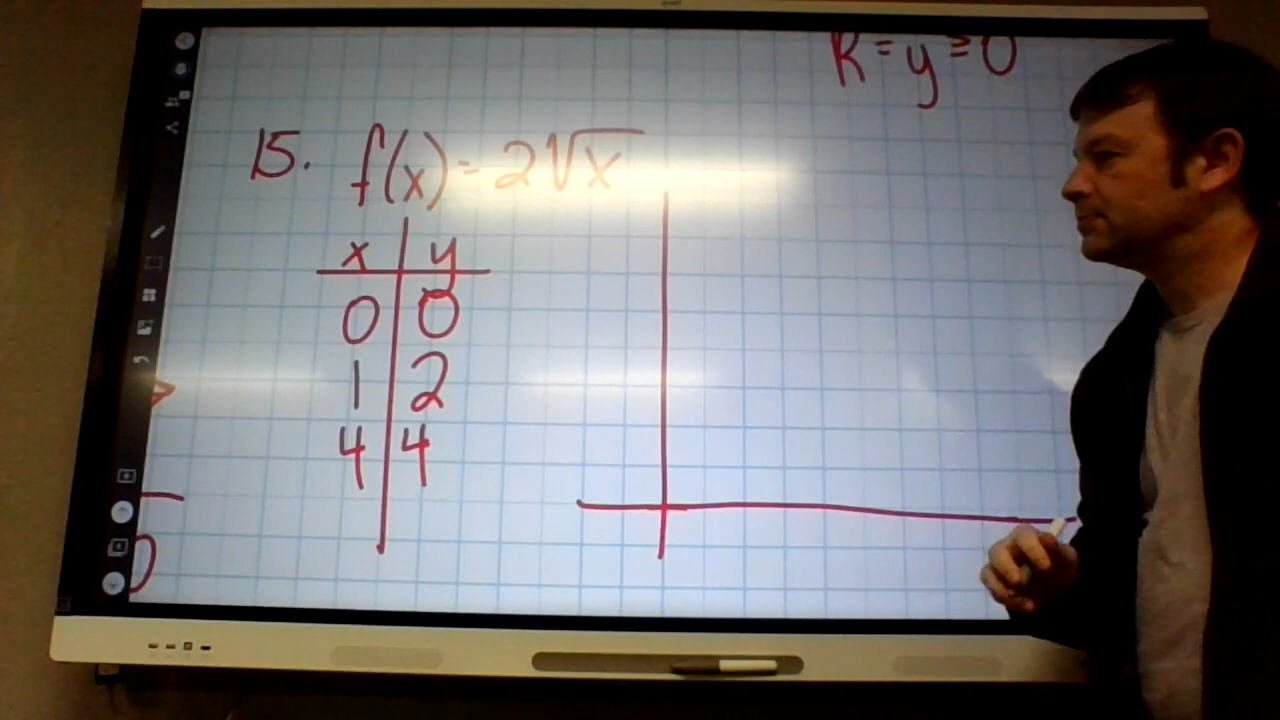 R = y ≥ 0
15. f(x) = 2√x
x y
0 0
1 2
4 4